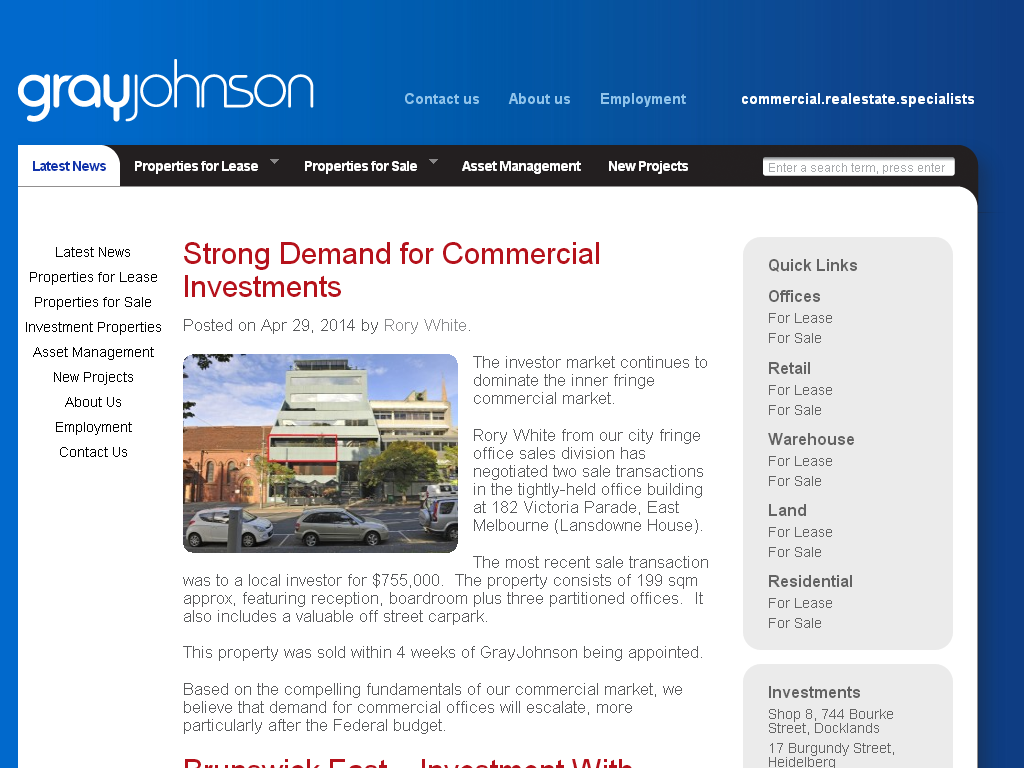 grayjohnson
Contact us
About us
Employment
commercial.realestate.specialists
Latest News
Properties for Lease
Properties for Sale
Asset Management
New Projects
Enter a search term, press enter
Latest News
Properties for Lease
Properties for Sale
Investment Properties
Asset Management
New Projects
About Us
Employment
Contact Us
Strong Demand for Commercial
Investments
Posted on Apr 29, 2014 by Rory White.
The investor market continues to
dominate the inner fringe
commercial market.
Rory White from our city fringe
office sales division has
negotiated two sale transactions
in the tightly-held office building
at 182 Victoria Parade, East
Melbourne (Lansdowne House).
The most recent sale transaction
was to a local investor for $755,000.  The property consists of 199 sqm
approx, featuring reception, boardroom plus three partitioned offices.  It
also includes a valuable off street carpark.
This property was sold within 4 weeks of GrayJohnson being appointed.
Based on the compelling fundamentals of our commercial market, we
believe that demand for commercial offices will escalate, more
particularly after the Federal budget.
Brunswick East – Investment With
Quick Links
Offices
For Lease
For Sale
Retail
For Lease
For Sale
Warehouse
For Lease
For Sale
Land
For Lease
For Sale
Residential
For Lease
For Sale
Investments
Shop 8, 744 Bourke
Street, Docklands
17 Burgundy Street,
Heidelberg